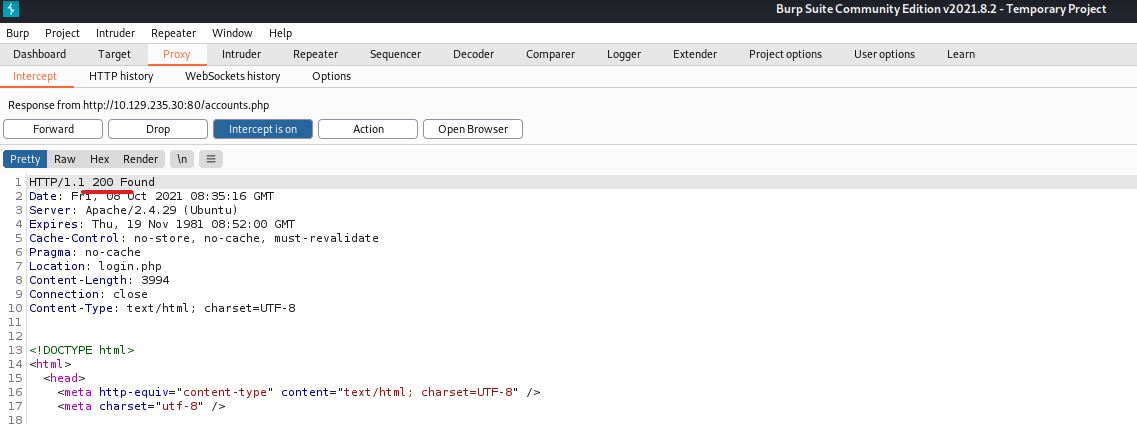 Burp Suite Community Edition v2021.8.2 - Temporary Project
Burp Project Intruder Repeater Window Help
Dashboard Target Proxy Intruder Repeater Sequencer Decoder Comparer Logger Extender Project options User options Learn
Intercept HTTP history WebSockets history Options
Response from http://10.129.235.30:80/accounts.php
Forward Drop Intercept is on Action Open Browser
Pretty Raw Hex Render \n
1 HTTP/1.1 200 Found
2 Date: Fri, 08 Oct 2021 08:35:16 GMT
3 Server: Apache/2.4.29 (Ubuntu)
4 Expires: Thu, 19 Nov 1981 08:52:00 GMT
5 Cache-Control: no-store, no-cache, must-revalidate
6 Pragma: no-cache
7 Location: login.php
8 Content-Length: 3994
9 Connection: close
10 Content-Type: text/html; charset=UTF-8
11
12
13 <!DOCTYPE html>
14 <html>
15 <head>
16 <meta http-equiv="content-type" content="text/html; charset=UTF-8" />
17 <meta charset="utf-8" />
18